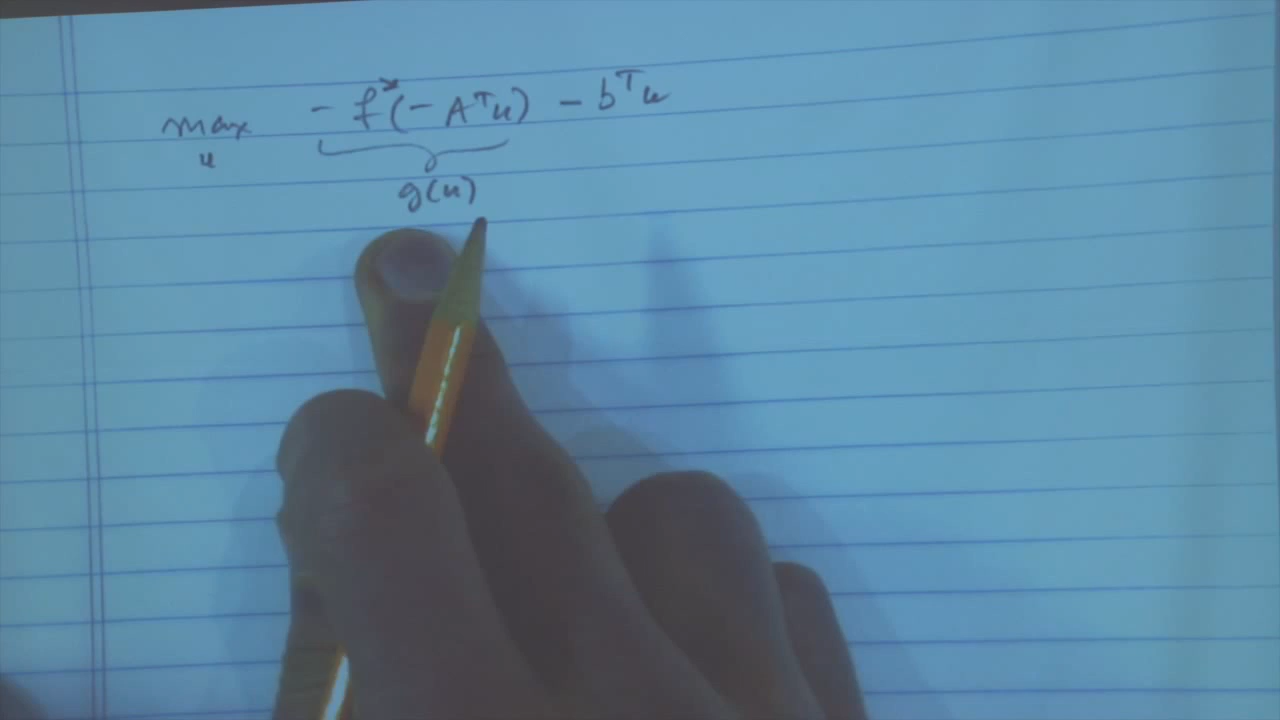 max - f*(- Aᵀu) - bᵀu
u
g(u)